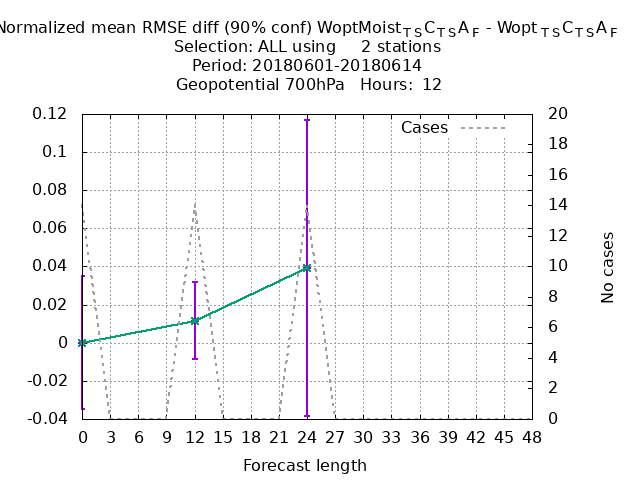 Normalized mean RMSE diff (90% conf) WoptMoist_TSC_TSA_F - Wopt_TSC_TSA_F
Selection: ALL using 2 stations
Period: 20180601-20180614
Geopotential 700hPa Hours: 12
Cases
0.12
0.1
0.08
0.06
0.04
0.02
0
-0.02
-0.04
20
18
16
14
12
10
8
6
4
2
0
No cases
0 3 6 9 12 15 18 21 24 27 30 33 36 39 42 45 48
Forecast length